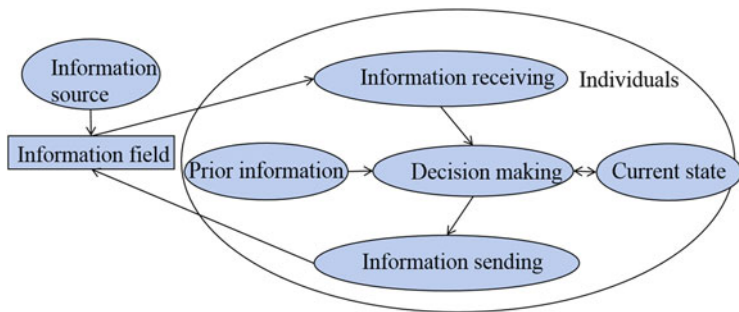 Information
source
Information receiving
Individuals
Information field
Prior information
Decision making
Current state
Information sending